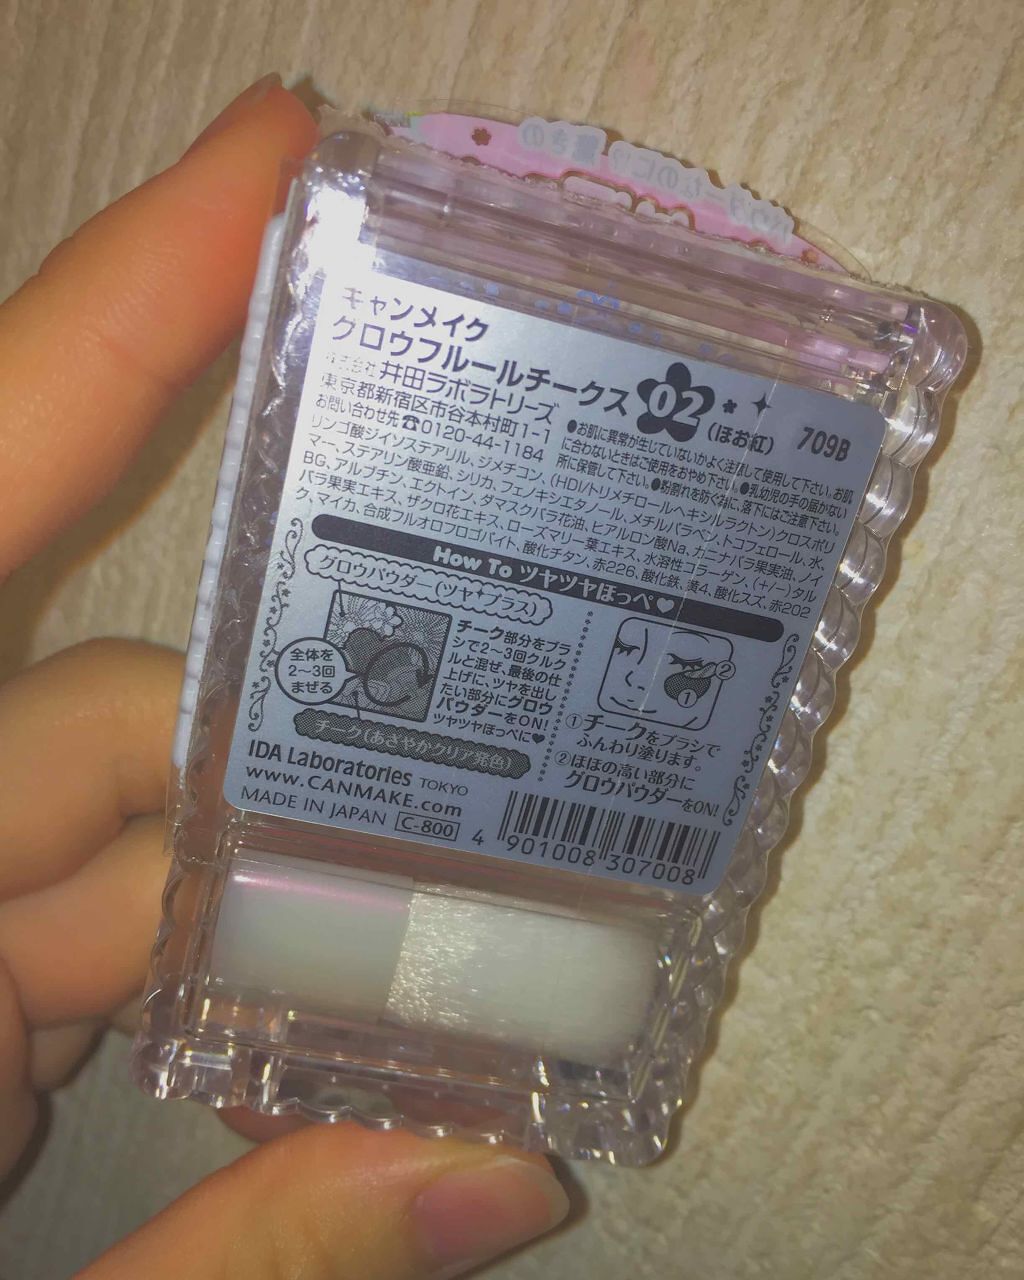 キャンメイク
グロウフルールチークス 02 (ほお紅) 709B
株式会社 井田ラボラトリーズ
東京都新宿区市谷本村町1-1
お問い合わせ先☎0120-44-1184
●お肌に異常が生じていないかよく注意して使用して下さい。お肌
に合わないときはご使用をおやめ下さい。●乳幼児の手の届かない
所に保管して下さい。●粉割れを防ぐ為に、落下にはご注意下さい。
リンゴ酸ジイソステアリル、ジメチコン、(HDI/トリメチロールヘキシルラクトン)クロスポリ
マー、ステアリン酸亜鉛、シリカ、フェノキシエタノール、メチルパラベン、トコフェロール、水、
BG、アルブチン、エクトイン、ダマスクバラ花油、ヒアルロン酸Na、カニナバラ果実油、ノイ
バラ果実エキス、ザクロ花エキス、ローズマリー葉エキス、水溶性コラーゲン、(+/-)タル
ク、マイカ、合成フルオロフロゴパイト、酸化チタン、赤226、酸化鉄、黄4、酸化スズ、赤202
How To ツヤツヤほっぺ♥
グロウパウダー(ツヤ プラス)
全体を
2〜3回
まぜる
チーク(あざやかクリア発色)
チーク部分をブラ
シで2〜3回クルク
ルと混ぜ、最後の仕
上げに、ツヤを出し
たい部分にグロウ
パウダーをON!
ツヤツヤほっぺに♥
②
①
①チークをブラシで
ふんわり塗ります。
②ほほの高い部分に
グロウパウダーをON!
IDA Laboratories TOKYO
www.CANMAKE.com
MADE IN JAPAN C-800
4 901008 307008